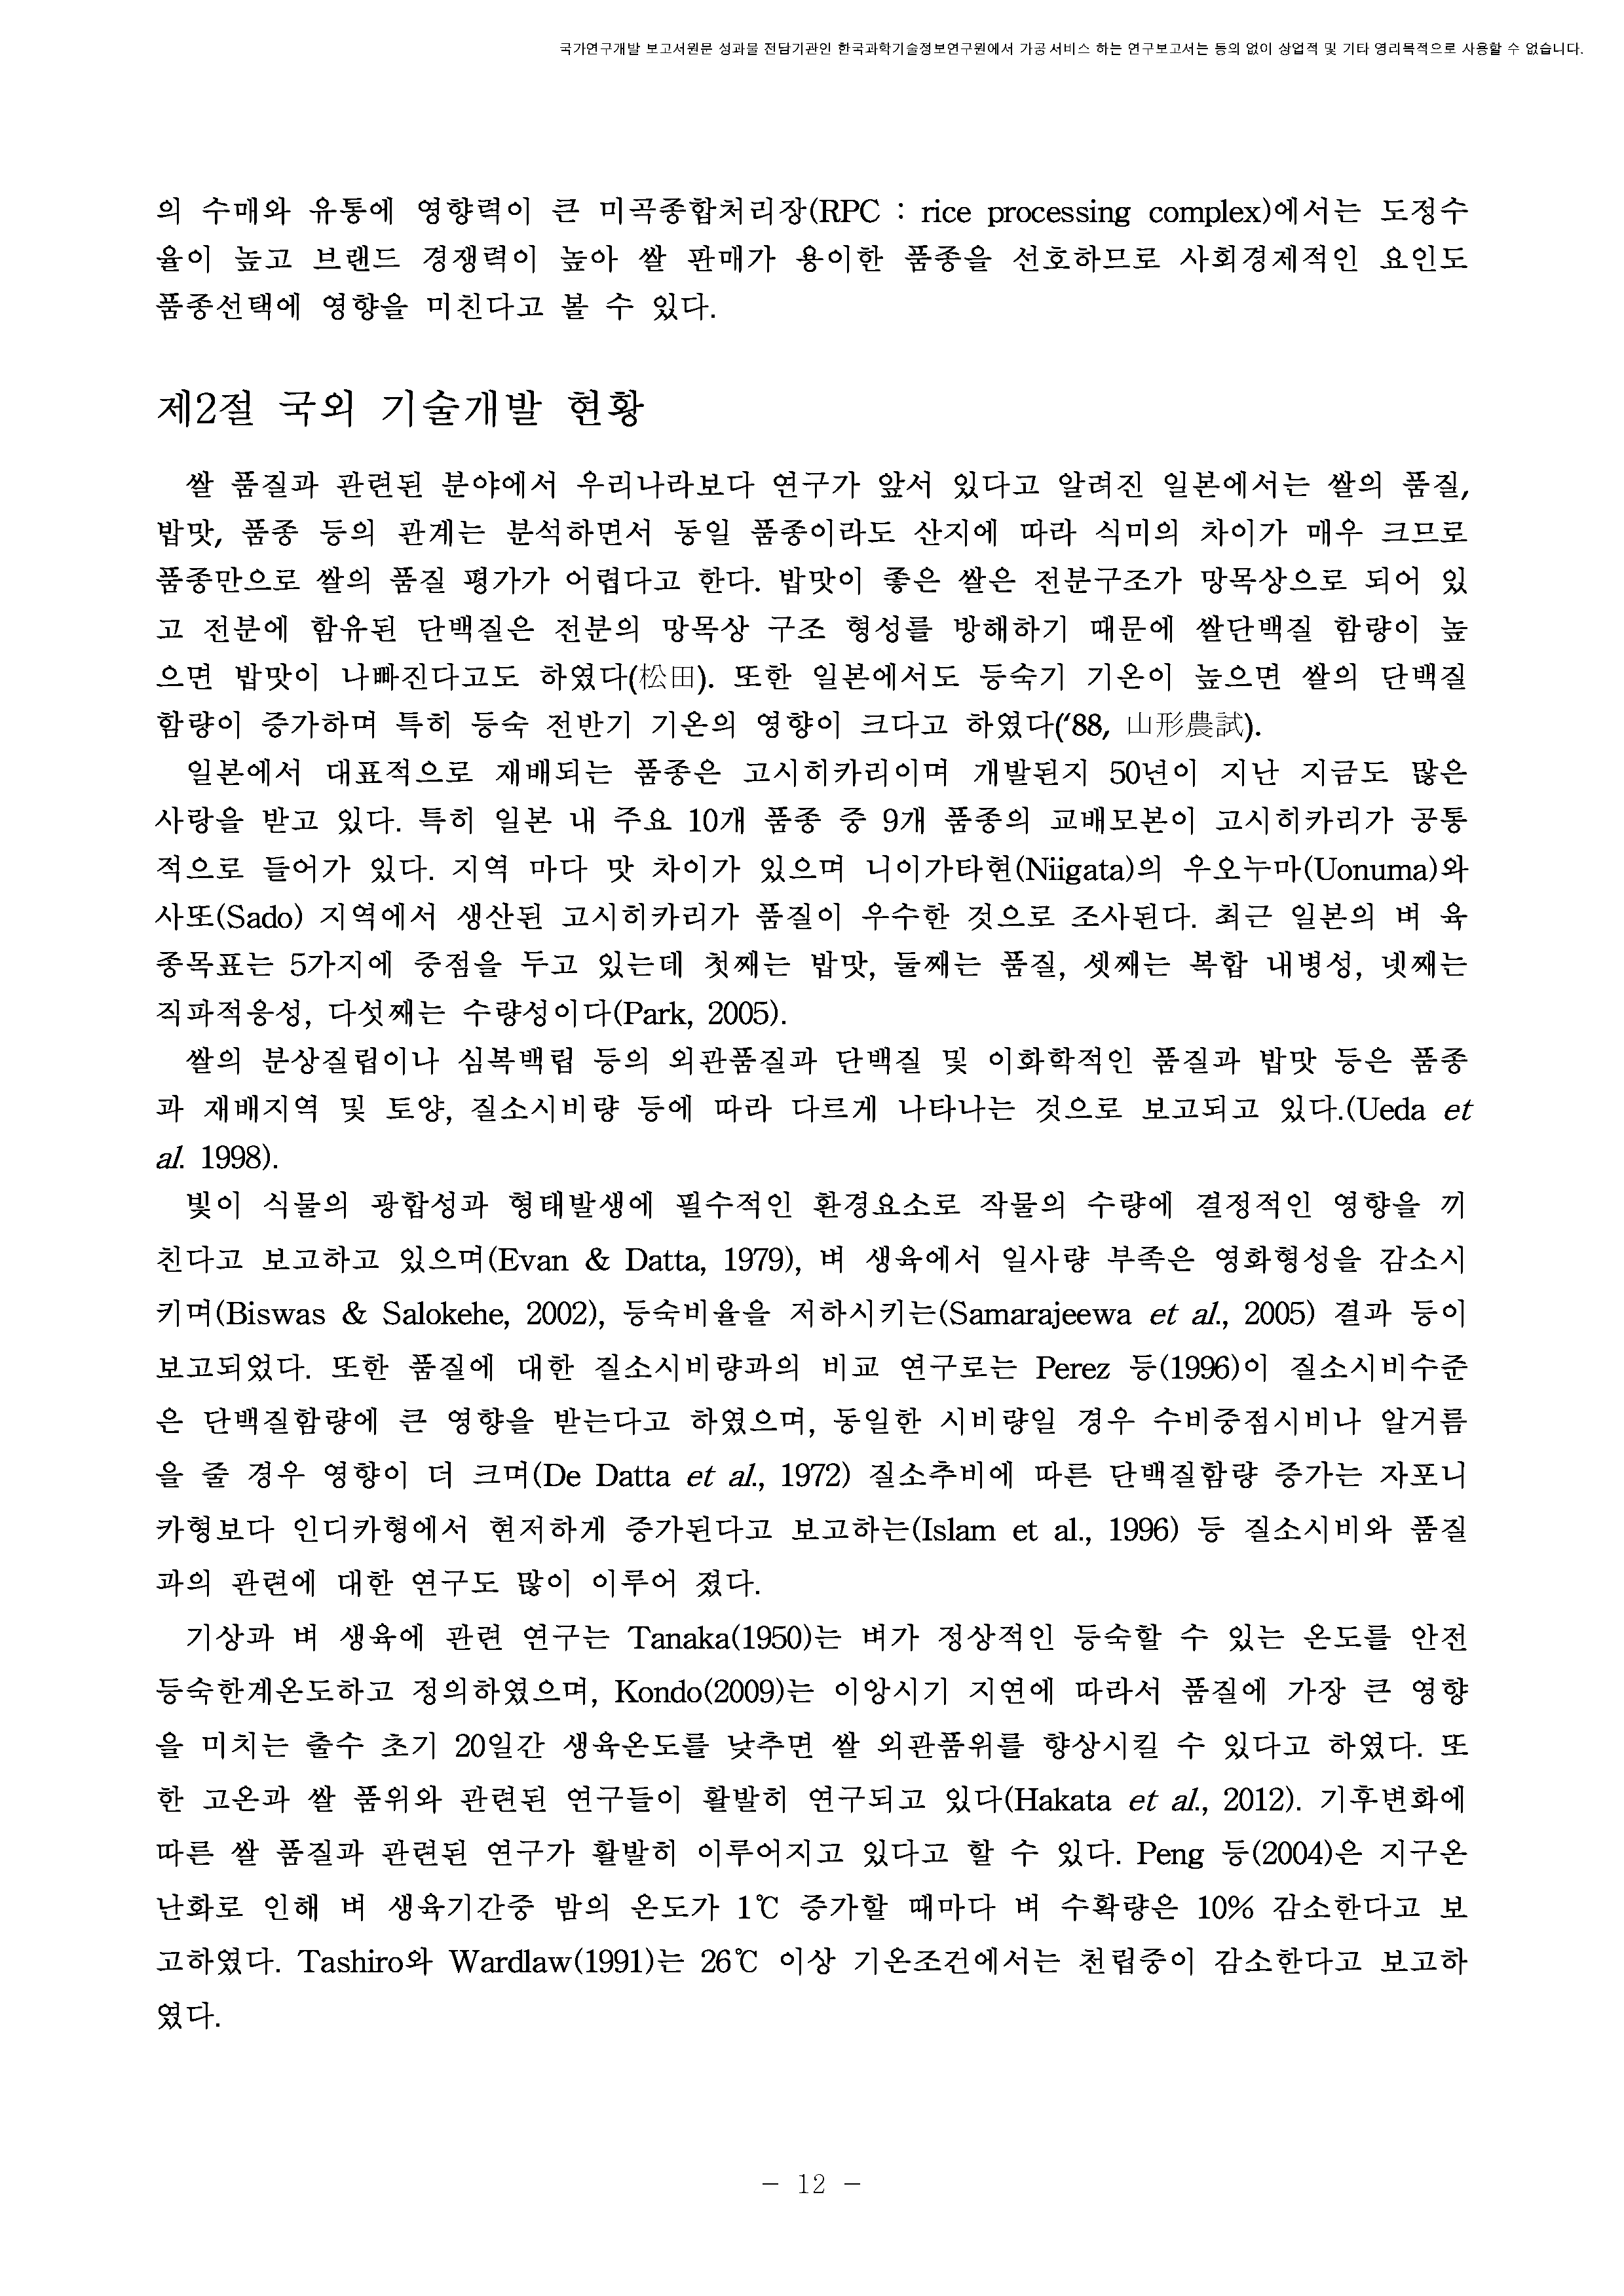 국가연구개발 보고서원문 성과물 전담기관인 한국과학기술정보연구원에서 가공·서비스 하는 연구보고서는 동의 없이 상업적 및 기타 영리목적으로 사용할 수 없습니다.
의 수매와 유통에 영향력이 큰 미곡종합처리장(RPC : rice processing complex)에서는 도정수
율이 높고 브랜드 경쟁력이 높아 쌀 판매가 용이한 품종을 선호하므로 사회경제적인 요인도
품종선택에 영향을 미친다고 볼 수 있다.
제2절 국외 기술개발 현황
쌀 품질과 관련된 분야에서 우리나라보다 연구가 앞서 있다고 알려진 일본에서는 쌀의 품질,
밥맛, 품종 등의 관계는 분석하면서 동일 품종이라도 산지에 따라 식미의 차이가 매우 크므로
품종만으로 쌀의 품질 평가가 어렵다고 한다. 밥맛이 좋은 쌀은 전분구조가 망목상으로 되어 있
고 전분에 함유된 단백질은 전분의 망목상 구조 형성를 방해하기 때문에 쌀단백질 함량이 높
으면 밥맛이 나빠진다고도 하였다(松田). 또한 일본에서도 등숙기 기온이 높으면 쌀의 단백질
함량이 증가하며 특히 등숙 전반기 기온의 영향이 크다고 하였다('88, 山形農試).
일본에서 대표적으로 재배되는 품종은 고시히카리이며 개발된지 50년이 지난 지금도 많은
사랑을 받고 있다. 특히 일본 내 주요 10개 품종 중 9개 품종의 교배모본이 고시히카리가 공통
적으로 들어가 있다. 지역 마다 맛 차이가 있으며 니이가타현(Niigata)의 우오누마(Uonuma)와
사또(Sado) 지역에서 생산된 고시히카리가 품질이 우수한 것으로 조사된다. 최근 일본의 벼 육
종목표는 5가지에 중점을 두고 있는데 첫째는 밥맛, 둘째는 품질, 셋째는 복합 내병성, 넷째는
직파적응성, 다섯째는 수량성이다(Park, 2005).
쌀의 분상질립이나 심복백립 등의 외관품질과 단백질 및 이화학적인 품질과 밥맛 등은 품종
과 재배지역 및 토양, 질소시비량 등에 따라 다르게 나타나는 것으로 보고되고 있다.(Ueda et
al. 1998).
빛이 식물의 광합성과 형태발생에 필수적인 환경요소로 작물의 수량에 결정적인 영향을 끼
친다고 보고하고 있으며(Evan & Datta, 1979), 벼 생육에서 일사량 부족은 영화형성을 감소시
키며(Biswas & Salokehe, 2002), 등숙비율을 저하시키는(Samarajeewa et al., 2005) 결과 등이
보고되었다. 또한 품질에 대한 질소시비량과의 비교 연구로는 Perez 등(1996)이 질소시비수준
은 단백질함량에 큰 영향을 받는다고 하였으며, 동일한 시비량일 경우 수비중점시비나 알거름
을 줄 경우 영향이 더 크며(De Datta et al., 1972) 질소추비에 따른 단백질함량 증가는 자포니
카형보다 인디카형에서 현저하게 증가된다고 보고하는(Islam et al., 1996) 등 질소시비와 품질
과의 관련에 대한 연구도 많이 이루어 졌다.
기상과 벼 생육에 관련 연구는 Tanaka(1950)는 벼가 정상적인 등숙할 수 있는 온도를 안전
등숙한계온도하고 정의하였으며, Kondo(2009)는 이앙시기 지연에 따라서 품질에 가장 큰 영향
을 미치는 출수 초기 20일간 생육온도를 낮추면 쌀 외관품위를 향상시킬 수 있다고 하였다. 또
한 고온과 쌀 품위와 관련된 연구들이 활발히 연구되고 있다(Hakata et al., 2012). 기후변화에
따른 쌀 품질과 관련된 연구가 활발히 이루어지고 있다고 할 수 있다. Peng 등(2004)은 지구온
난화로 인해 벼 생육기간중 밤의 온도가 1℃ 증가할 때마다 벼 수확량은 10% 감소한다고 보
고하였다. Tashiro와 Wardlaw(1991)는 26℃ 이상 기온조건에서는 천립중이 감소한다고 보고하
였다.
- 12 -